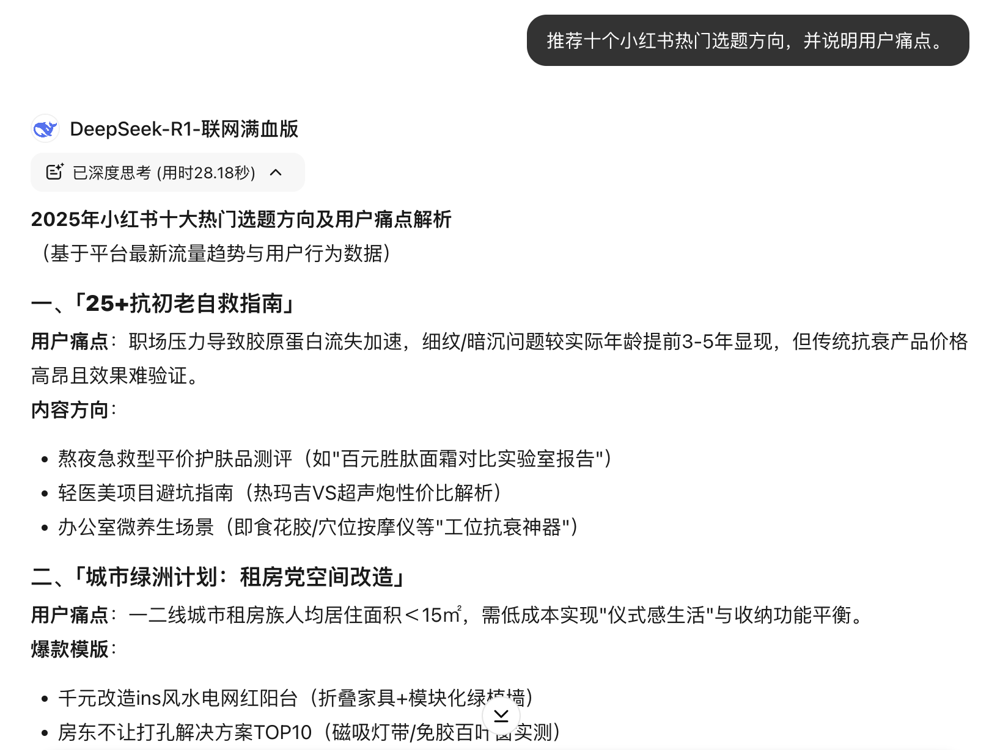 推荐十个小红书热门选题方向，并说明用户痛点。
DeepSeek-R1-联网满血版
已深度思考 (用时28.18秒)
2025年小红书十大热门选题方向及用户痛点解析
（基于平台最新流量趋势与用户行为数据）
一、「25+抗初老自救指南」
用户痛点：职场压力导致胶原蛋白流失加速，细纹/暗沉问题较实际年龄提前3-5年显现，但传统抗衰产品价格
高昂且效果难验证。
内容方向：
• 熬夜急救型平价护肤品测评（如"百元胜肽面霜对比实验室报告"）
• 轻医美项目避坑指南（热玛吉VS超声炮性价比解析）
• 办公室微养生场景（即食花胶/穴位按摩仪等"工位抗衰神器"）
二、「城市绿洲计划：租房党空间改造」
用户痛点：一二线城市租房族人均居住面积＜15㎡，需低成本实现"仪式感生活"与收纳功能平衡。
爆款模版：
• 千元改造ins风水电网红阳台（折叠家具+模块化绿植墙）
• 房东不让打孔解决方案TOP10（磁吸灯带/免胶百叶窗实测）